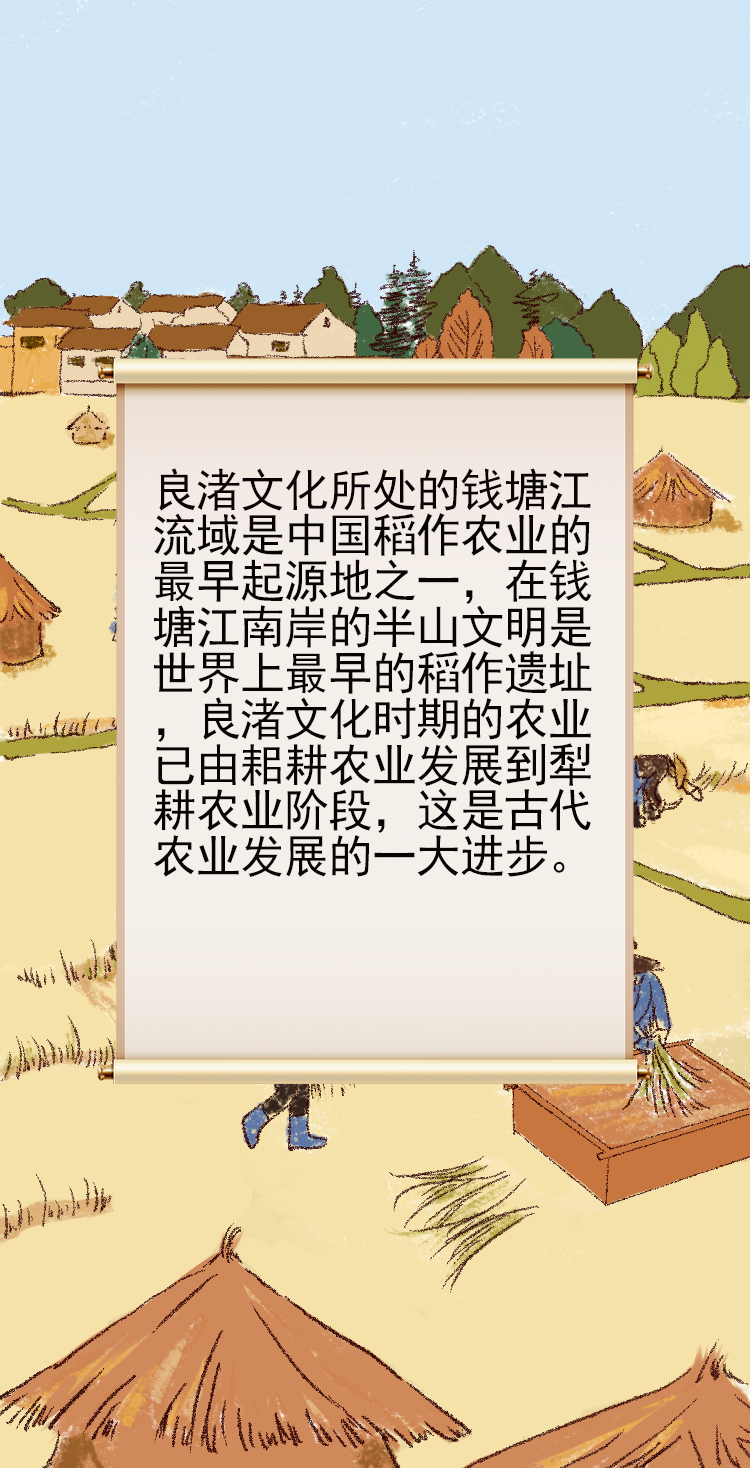 良渚文化所处的钱塘江
流域是中国稻作农业的
最早起源地之一，在钱
塘江南岸的半山文明是
世界上最早的稻作遗址
，良渚文化时期的农业
已由耜耕农业发展到犁
耕农业阶段，这是古代
农业发展的一大进步。